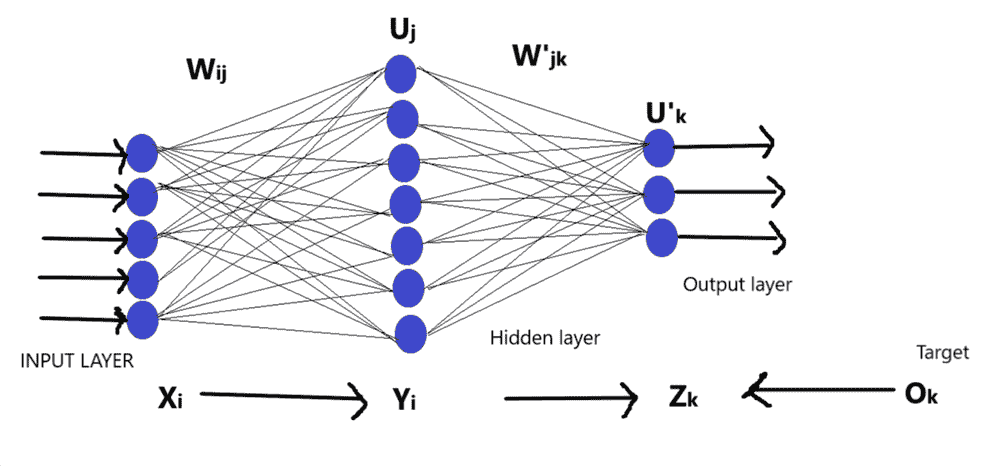 Uj
Wij
W'jk
U'k
Output layer
Hidden layer
INPUT LAYER
Target
Xi
Yi
Zk
Ok